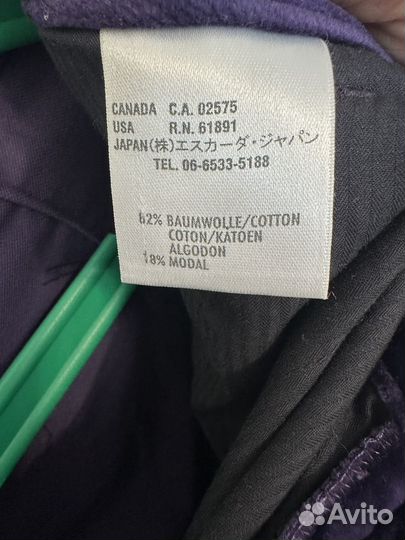 CANADA C.A. 02575
USA R.N. 61891
JAPAN(株)エスカーダ・ジャパン
TEL. 06-6533-5188
62% BAUMWOLLE/COTTON
COTON/KATOEN
ALGODON
18% MODAL
Avito